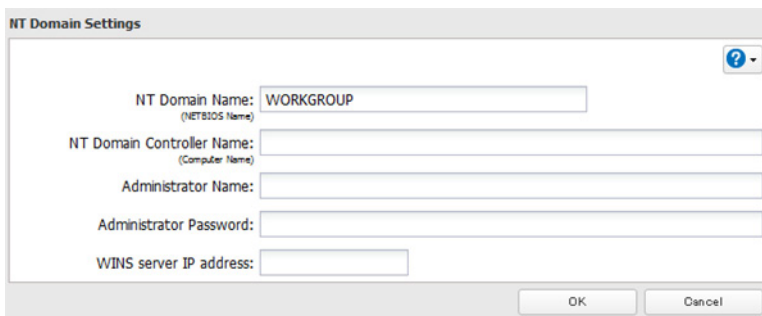 NT Domain Settings
?
NT Domain Name: WORKGROUP
(NETBIOS Name)
NT Domain Controller Name:
(Computer Name)
Administrator Name:
Administrator Password:
WINS server IP address:
OK Cancel